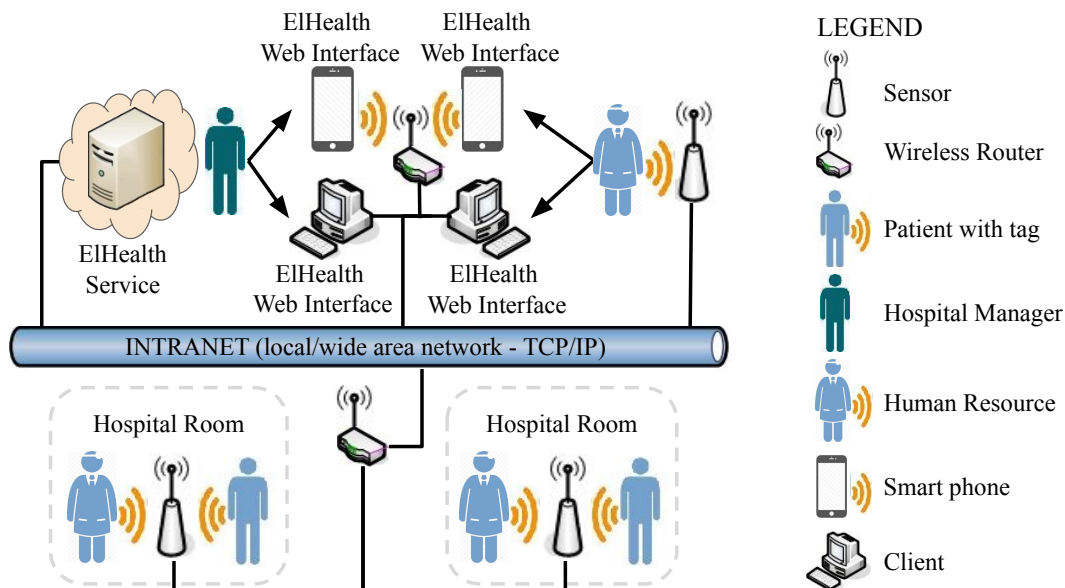 ElHealth
Web Interface
ElHealth
Web Interface
ElHealth
Service
ElHealth
Web Interface
ElHealth
Web Interface
INTRANET (local/wide area network - TCP/IP)
Hospital Room
Hospital Room
LEGEND
Sensor
Wireless Router
Patient with tag
Hospital Manager
Human Resource
Smart phone
Client